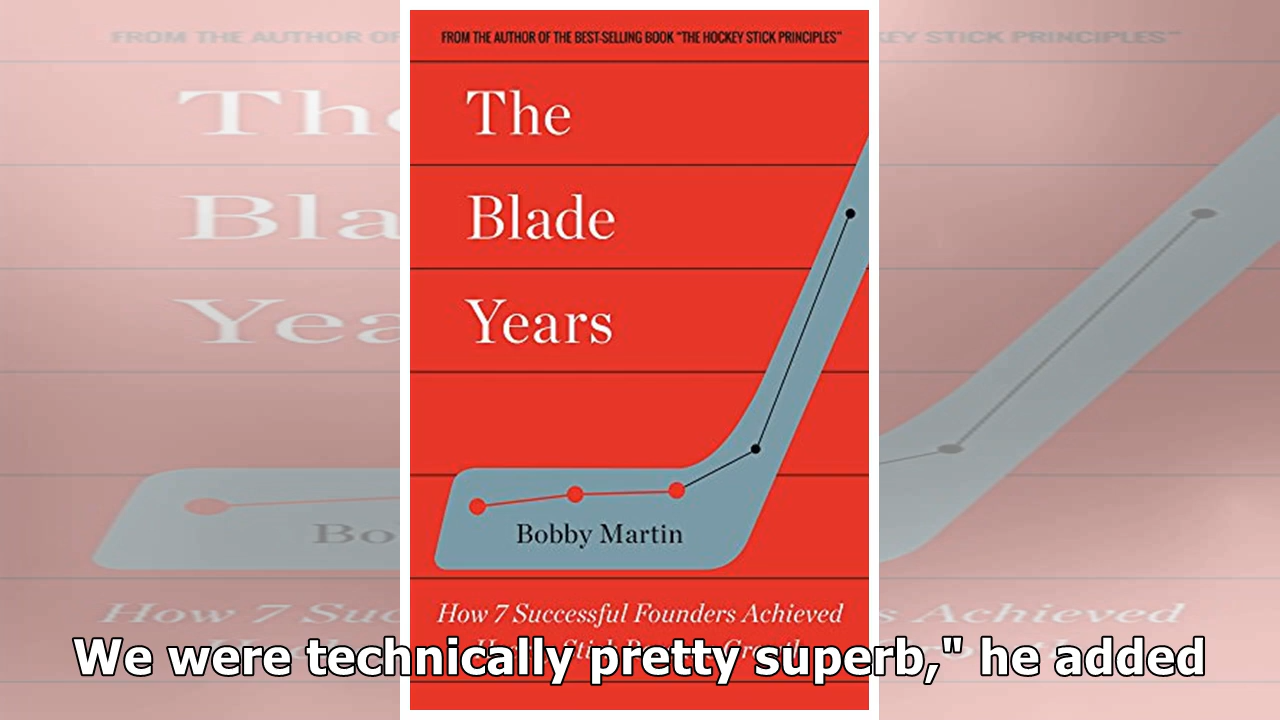 FROM THE AUTHOR OF THE BEST-SELLING BOOK "THE HOCKEY STICK PRINCIPLES"
The
Blade
Years
Bobby Martin
How 7 Successful Founders Achieved
We were technically pretty superb," he added